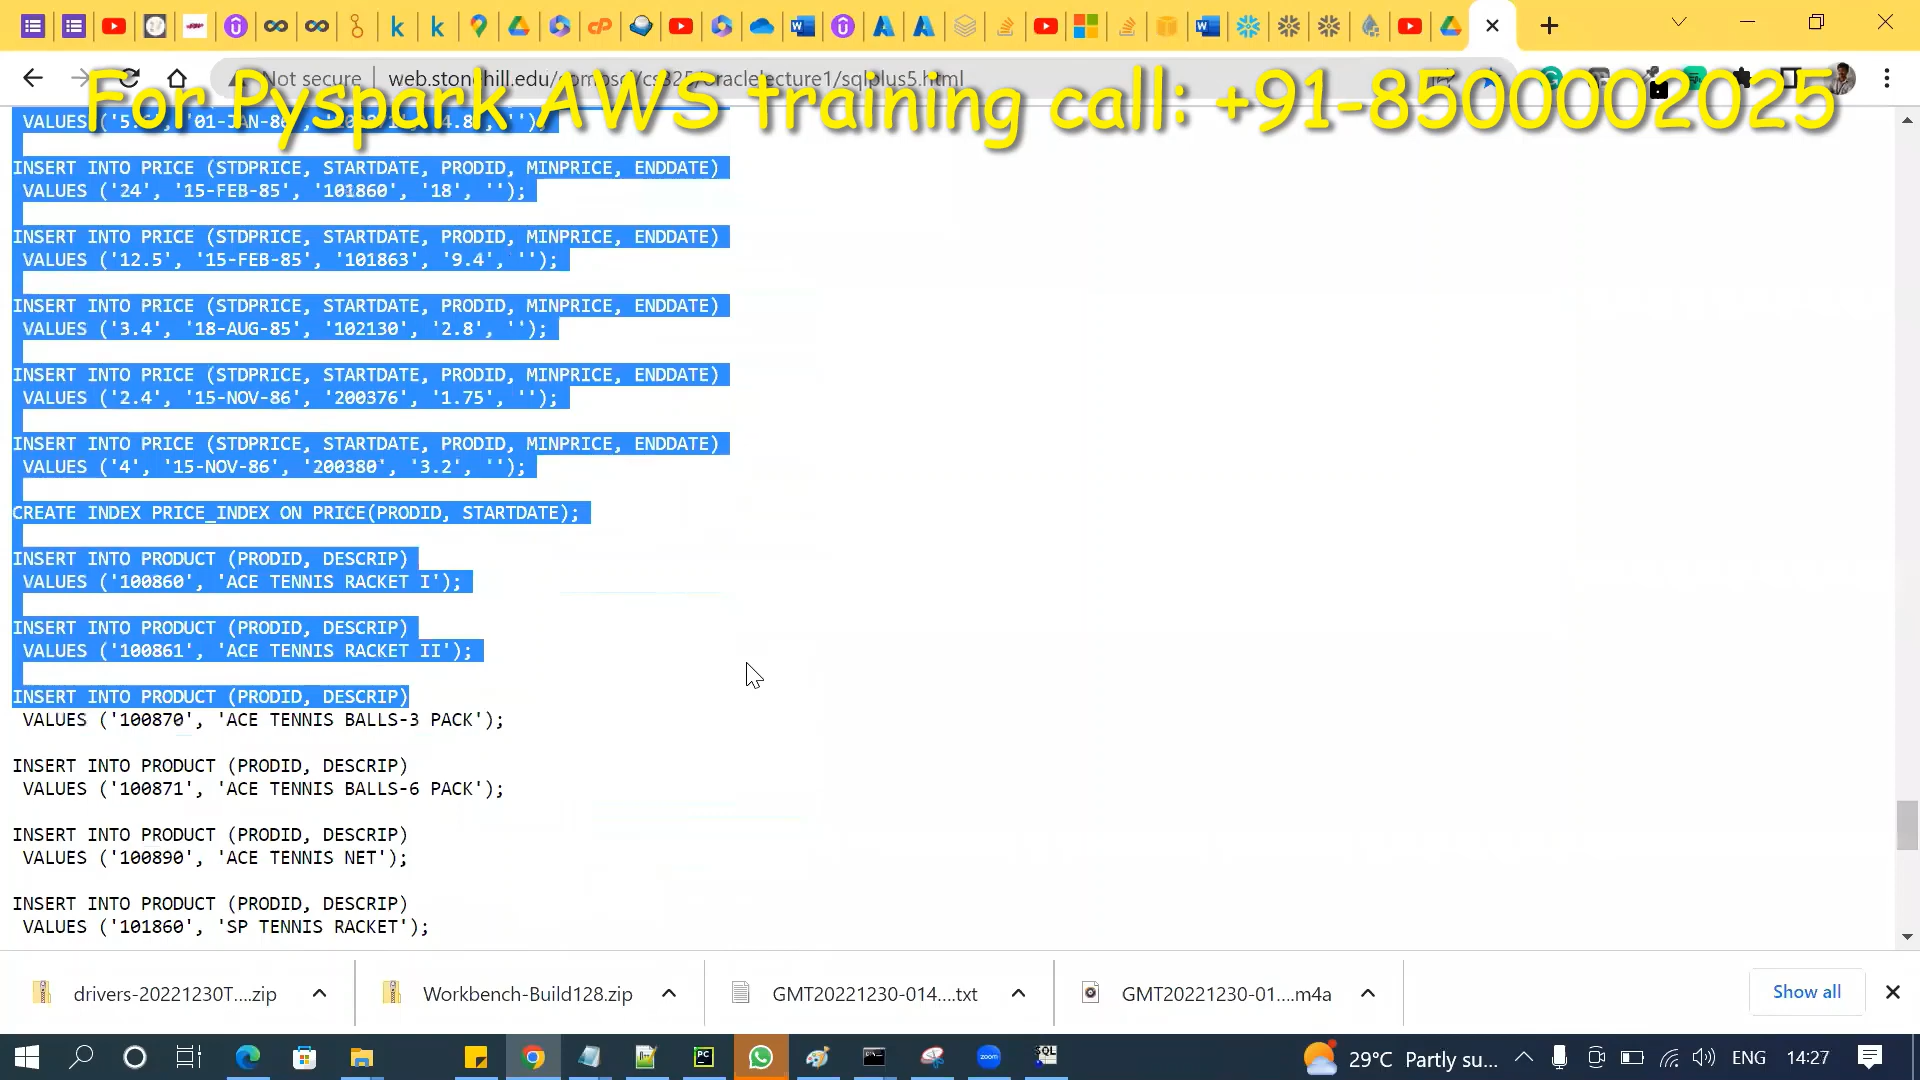 Not secure | web.stonehill.edu/compsci/cs325/oraclelecture1/sqlplus5.html
For Pyspark AWS training call: +91-8500002025
INSERT INTO PRICE (STDPRICE, STARTDATE, PRODID, MINPRICE, ENDDATE)
VALUES ('24', '15-FEB-85', '101860', '18', '');
INSERT INTO PRICE (STDPRICE, STARTDATE, PRODID, MINPRICE, ENDDATE)
VALUES ('12.5', '15-FEB-85', '101863', '9.4', '');
INSERT INTO PRICE (STDPRICE, STARTDATE, PRODID, MINPRICE, ENDDATE)
VALUES ('3.4', '18-AUG-85', '102130', '2.8', '');
INSERT INTO PRICE (STDPRICE, STARTDATE, PRODID, MINPRICE, ENDDATE)
VALUES ('2.4', '15-NOV-86', '200376', '1.75', '');
INSERT INTO PRICE (STDPRICE, STARTDATE, PRODID, MINPRICE, ENDDATE)
VALUES ('4', '15-NOV-86', '200380', '3.2', '');
CREATE INDEX PRICE_INDEX ON PRICE(PRODID, STARTDATE);
INSERT INTO PRODUCT (PRODID, DESCRIP)
VALUES ('100860', 'ACE TENNIS RACKET I');
INSERT INTO PRODUCT (PRODID, DESCRIP)
VALUES ('100861', 'ACE TENNIS RACKET II');
INSERT INTO PRODUCT (PRODID, DESCRIP)
VALUES ('100870', 'ACE TENNIS BALLS-3 PACK');
INSERT INTO PRODUCT (PRODID, DESCRIP)
VALUES ('100871', 'ACE TENNIS BALLS-6 PACK');
INSERT INTO PRODUCT (PRODID, DESCRIP)
VALUES ('100890', 'ACE TENNIS NET');
INSERT INTO PRODUCT (PRODID, DESCRIP)
VALUES ('101860', 'SP TENNIS RACKET');
drivers-20221230T....zip
Workbench-Build128.zip
GMT20221230-014....txt
GMT20221230-01....m4a
Show all
29°C Partly su...
ENG
14:27